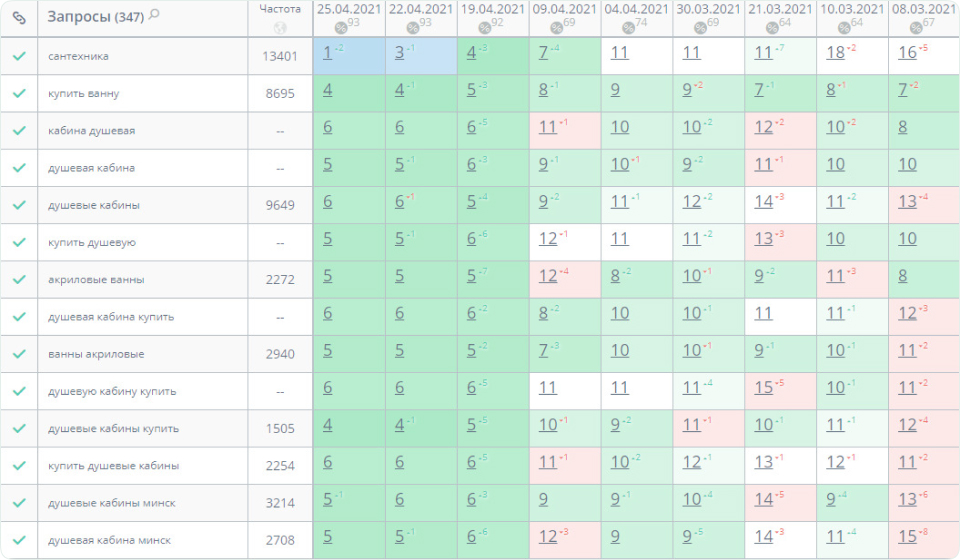 Запросы (347) Частота 25.04.2021 22.04.2021 19.04.2021 09.04.2021 04.04.2021 30.03.2021 21.03.2021 10.03.2021 08.03.2021
% 93 % 93 % 92 % 69 % 74 % 69 % 64 % 64 % 67
сантехника 13401 1 +2 3 +1 4 +3 7 +4 11 11 11 +7 18 -2 16 -5
купить ванну 8695 4 4 +1 5 +3 8 +1 9 9 -2 7 +1 8 -1 7 -2
кабина душевая -- 6 6 6 +5 11 -1 10 10 +2 12 -2 10 -2 8
душевая кабина -- 5 5 +1 6 +3 9 +1 10 -1 9 +2 11 -1 10 10
душевые кабины 9649 6 6 -1 5 +4 9 +2 11 +1 12 +2 14 -3 11 +2 13 -4
купить душевую -- 5 5 +1 6 +6 12 -1 11 11 +2 13 -3 10 10
акриловые ванны 2272 5 5 5 +7 12 -4 8 +2 10 -1 9 +2 11 -3 8
душевая кабина купить -- 6 6 6 +2 8 +2 10 10 +1 11 11 +1 12 -3
ванны акриловые 2940 5 5 5 +2 7 +3 10 10 -1 9 +1 10 +1 11 -2
душевую кабину купить -- 6 6 6 +5 11 11 11 +4 15 -5 10 +1 11 -2
душевые кабины купить 1505 4 4 +1 5 +5 10 -1 9 +2 11 -1 10 +1 11 +1 12 -4
купить душевые кабины 2254 6 6 6 +5 11 -1 10 +2 12 +1 13 -1 12 -1 11 -2
душевые кабины минск 3214 5 +1 6 6 +3 9 9 +1 10 +4 14 -5 9 +4 13 -6
душевая кабина минск 2708 5 5 +1 6 +6 12 -3 9 9 +5 14 -3 11 +4 15 -8